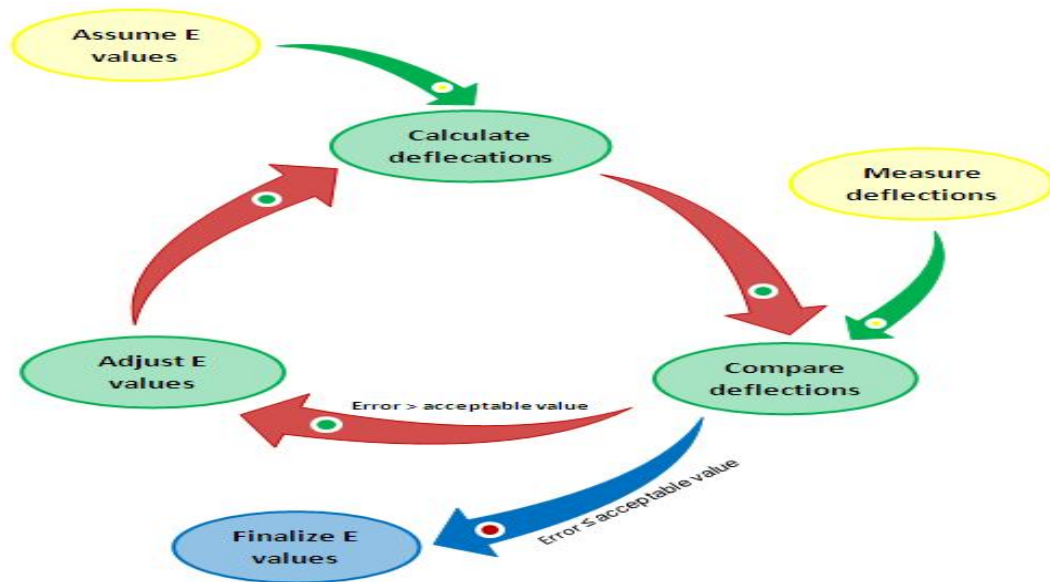 Assume E
values
Calculate
deflecations
Measure
deflections
Adjust E
values
Compare
deflections
Error > acceptable value
Error ≤ acceptable value
Finalize E
values